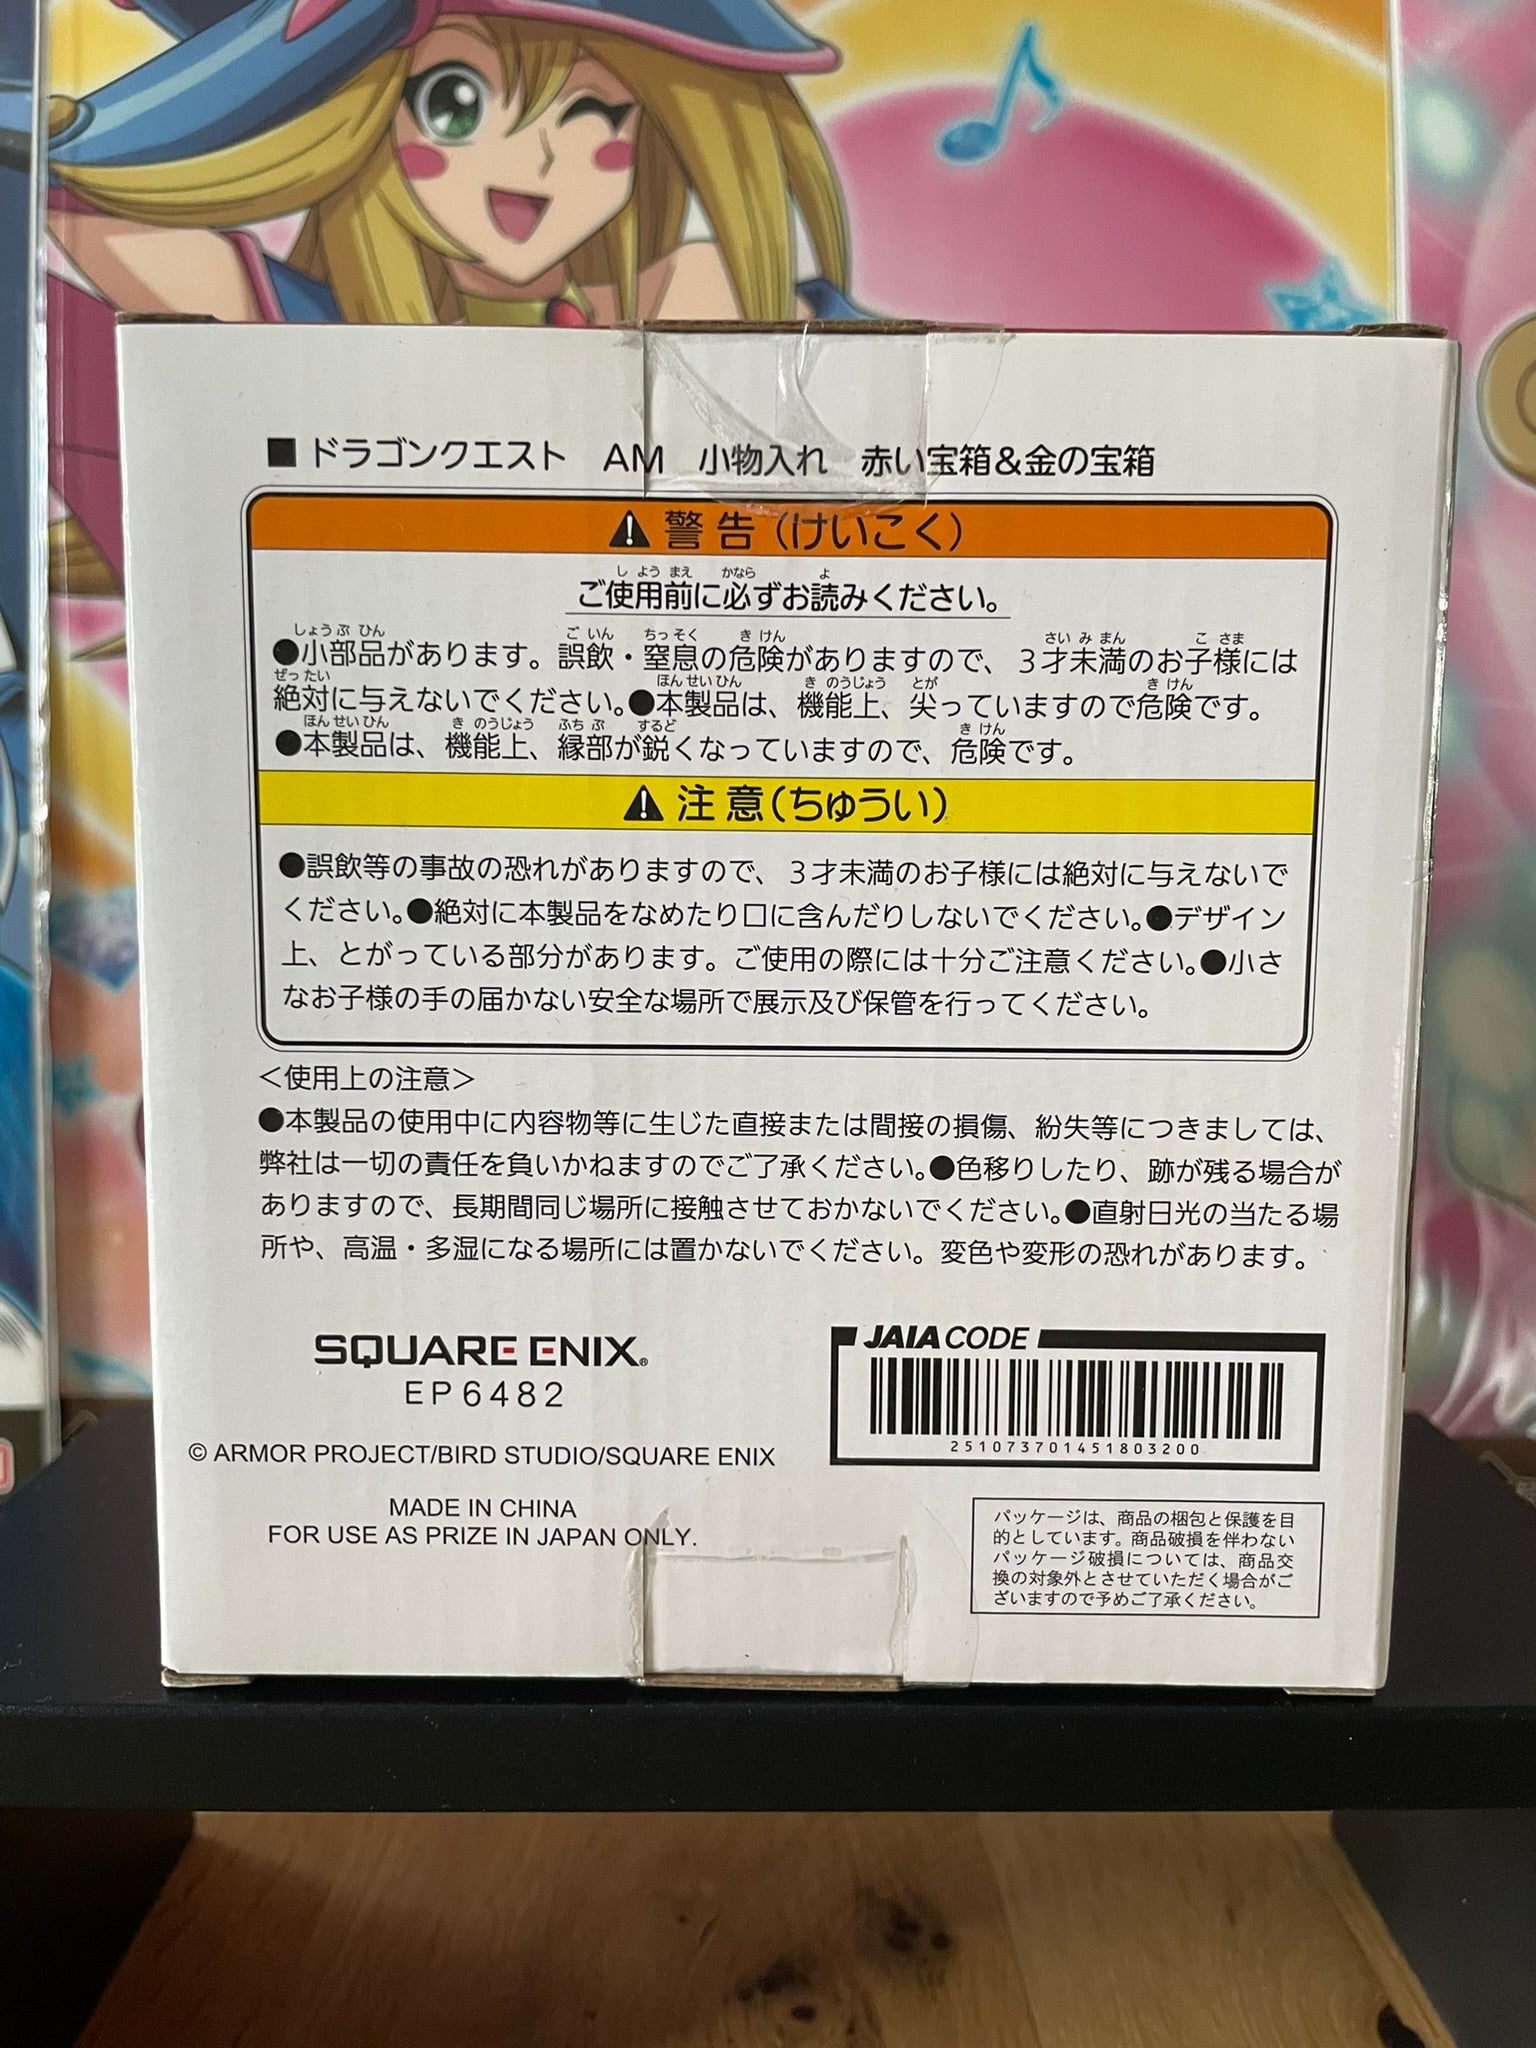 ■ドラゴンクエスト　AM　小物入れ　赤い宝箱＆金の宝箱
⚠警告（けいこく）
ご使用前に必ずお読みください。
●小部品があります。誤飲・窒息の危険がありますので、３才未満のお子様には
絶対に与えないでください。●本製品は、機能上、尖っていますので危険です。
●本製品は、機能上、縁部が鋭くなっていますので、危険です。
⚠注意（ちゅうい）
●誤飲等の事故の恐れがありますので、３才未満のお子様には絶対に与えないで
ください。●絶対に本製品をなめたり口に含んだりしないでください。●デザイン
上、とがっている部分があります。ご使用の際には十分ご注意ください。●小さ
なお子様の手の届かない安全な場所で展示及び保管を行ってください。
＜使用上の注意＞
●本製品の使用中に内容物等に生じた直接または間接の損傷、紛失等につきましては、
弊社は一切の責任を負いかねますのでご了承ください。●色移りしたり、跡が残る場合が
ありますので、長期間同じ場所に接触させておかないでください。●直射日光の当たる場
所や、高温・多湿になる場所には置かないでください。変色や変形の恐れがあります。
SQUARE ENIX®
EP6482
© ARMOR PROJECT/BIRD STUDIO/SQUARE ENIX
MADE IN CHINA
FOR USE AS PRIZE IN JAPAN ONLY.
JAIA CODE
251073701451803200
パッケージは、商品の梱包と保護を目
的としています。商品破損を伴わない
パッケージ破損については、商品交
換の対象外とさせていただく場合がご
ざいますので予めご了承ください。